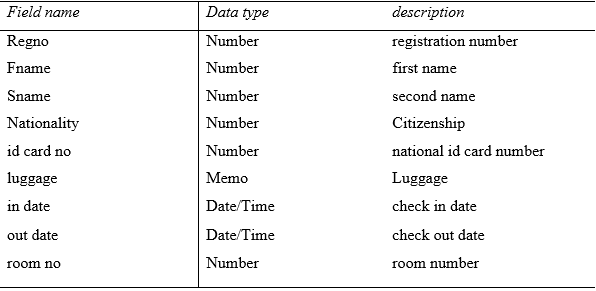 Field name Data type description
Regno Number registration number
Fname Number first name
Sname Number second name
Nationality Number Citizenship
id card no Number national id card number
luggage Memo Luggage
in date Date/Time check in date
out date Date/Time check out date
room no Number room number